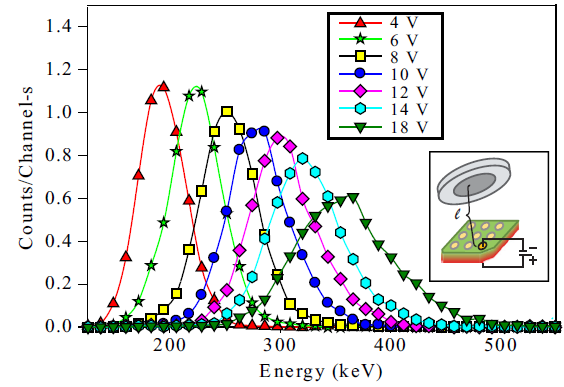 1.4
1.2
1.0
0.8
0.6
0.4
0.2
0.0
Counts/Channel-s
4 V
6 V
8 V
10 V
12 V
14 V
18 V
ℓ
−
+
200 300 400 500
Energy (keV)